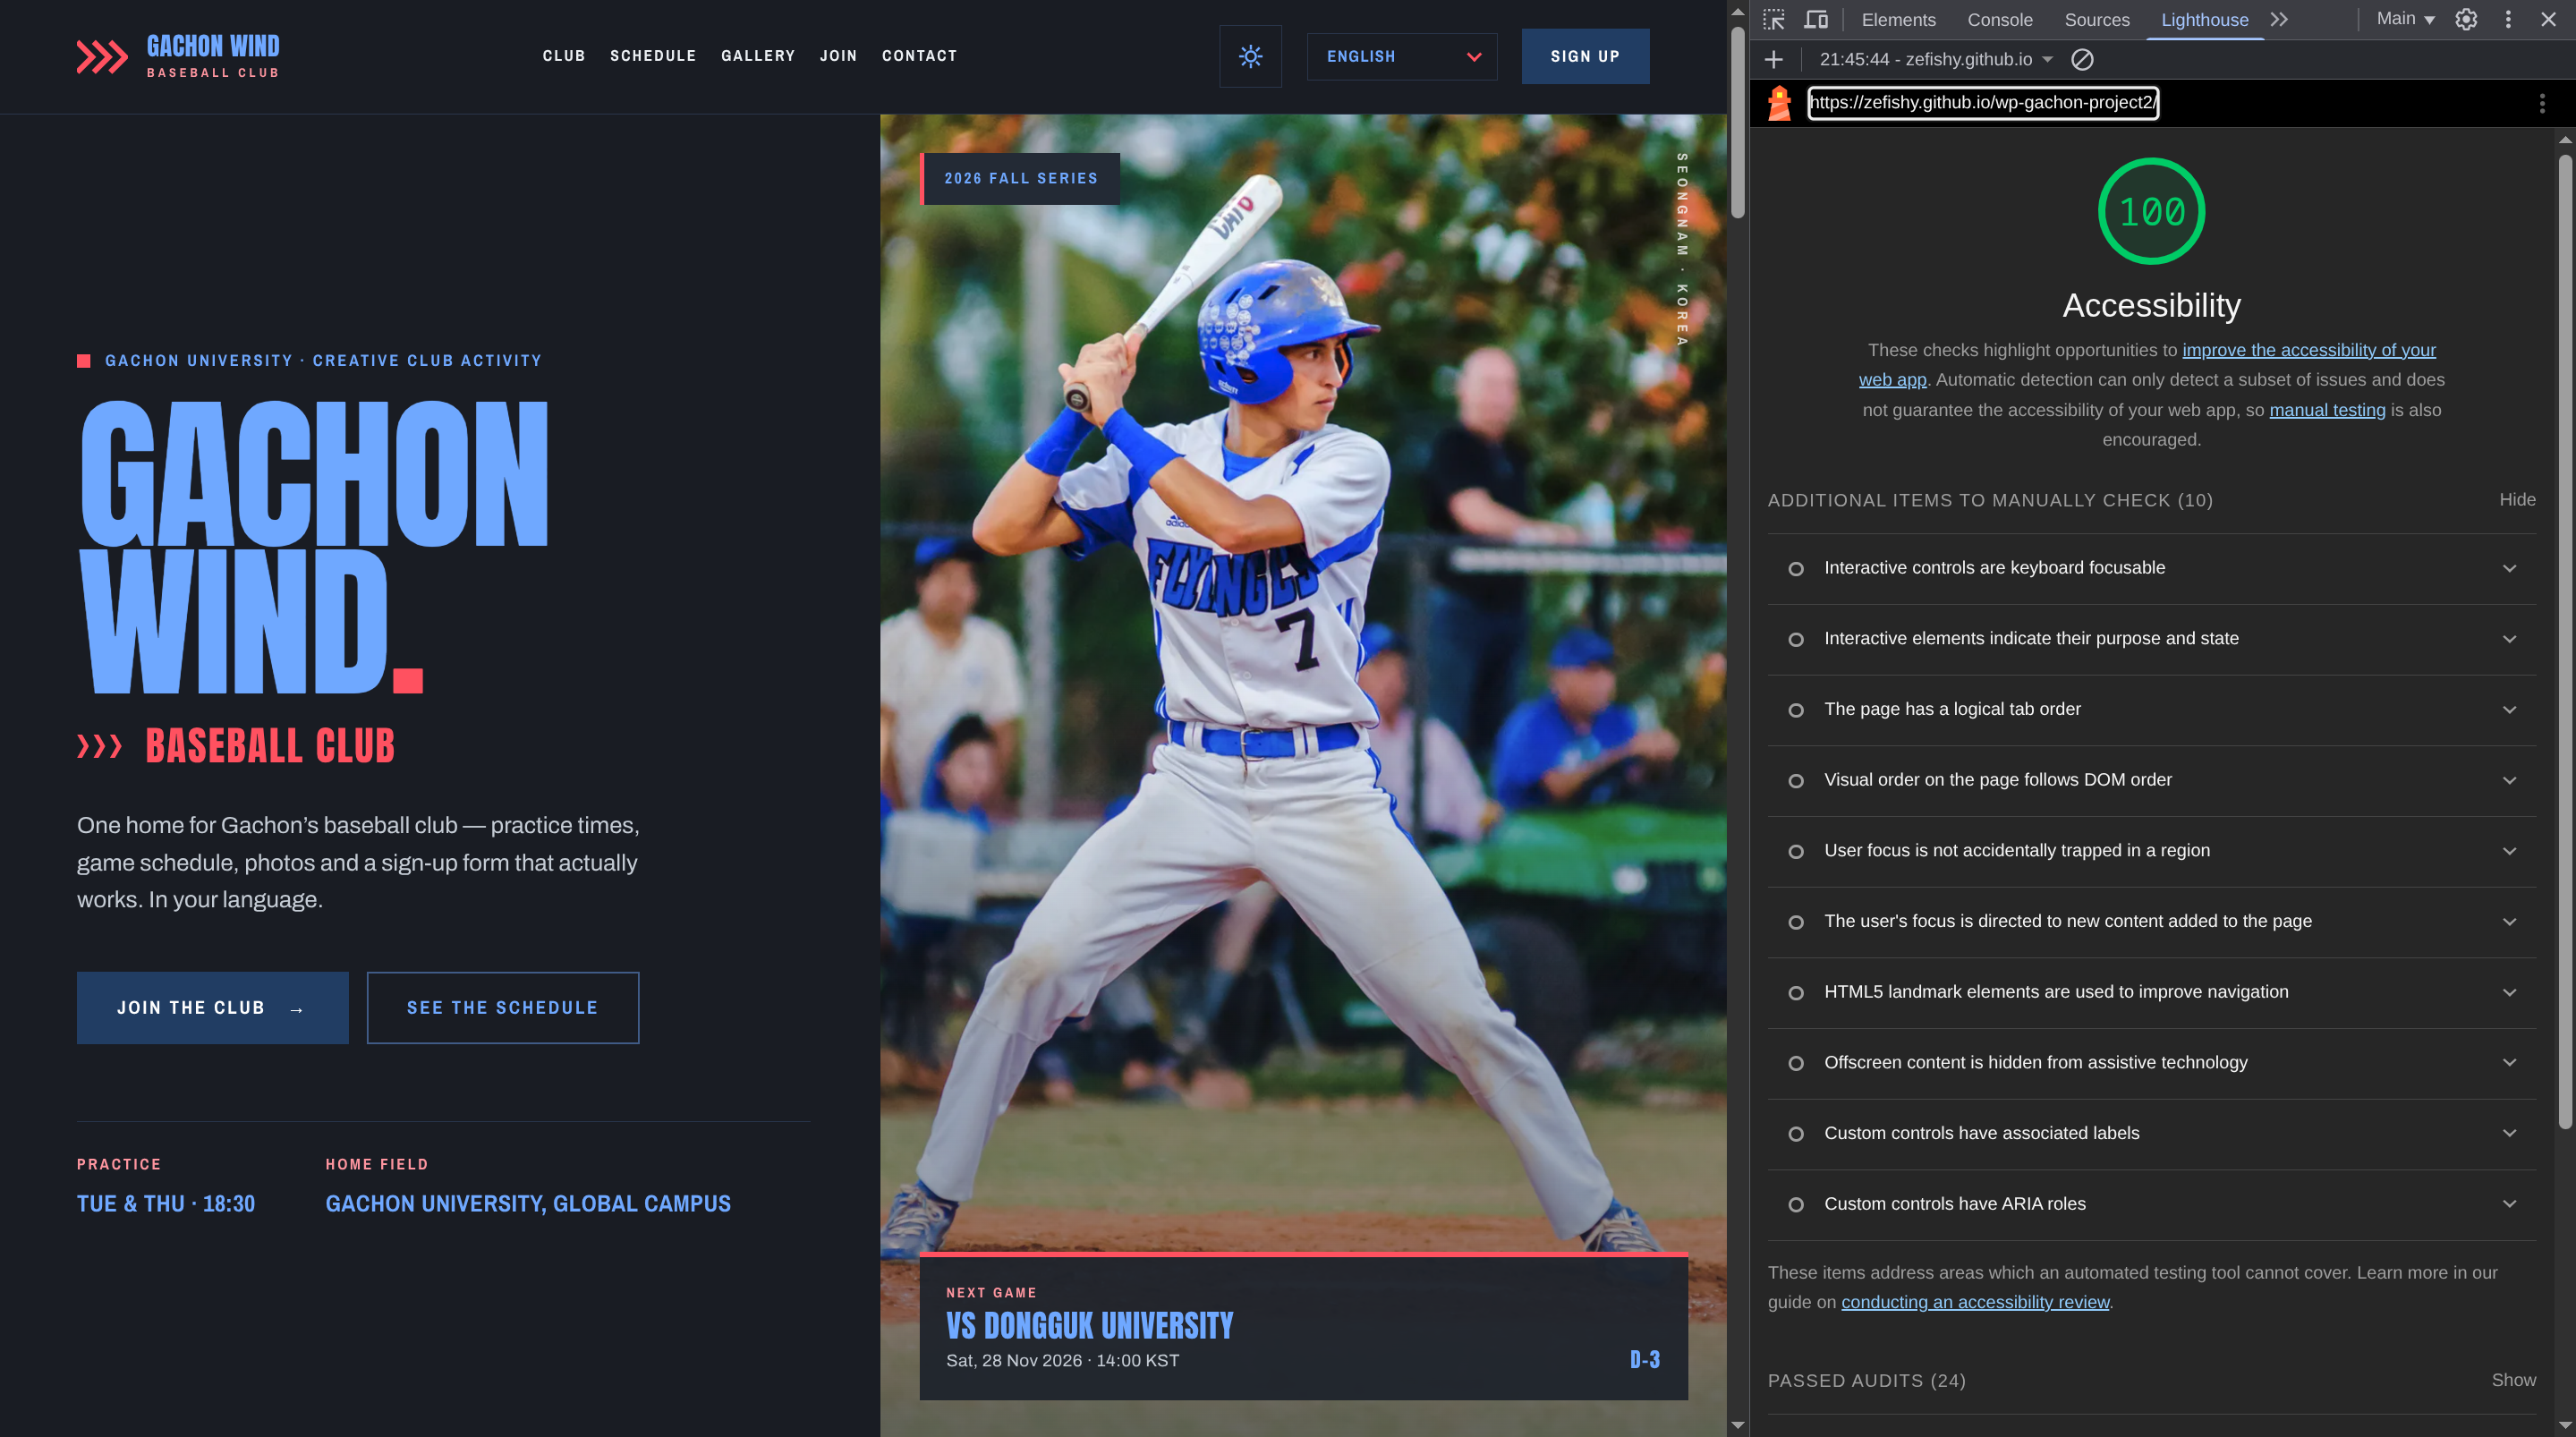 GACHON WIND
BASEBALL CLUB
CLUB SCHEDULE GALLERY JOIN CONTACT
ENGLISH
SIGN UP
GACHON UNIVERSITY · CREATIVE CLUB ACTIVITY
GACHON
WIND.
››› BASEBALL CLUB
One home for Gachon’s baseball club — practice times,
game schedule, photos and a sign-up form that actually
works. In your language.
JOIN THE CLUB →
SEE THE SCHEDULE
PRACTICE
TUE & THU · 18:30
HOME FIELD
GACHON UNIVERSITY, GLOBAL CAMPUS
2026 FALL SERIES
SEONGNAM · KOREA
adidas
7
NEXT GAME
VS DONGGUK UNIVERSITY
Sat, 28 Nov 2026 · 14:00 KST
D-3
Elements Console Sources Lighthouse Main
21:45:44 - zefishy.github.io
https://zefishy.github.io/wp-gachon-project2/
100
Accessibility
These checks highlight opportunities to improve the accessibility of your
web app. Automatic detection can only detect a subset of issues and does
not guarantee the accessibility of your web app, so manual testing is also
encouraged.
ADDITIONAL ITEMS TO MANUALLY CHECK (10) Hide
Interactive controls are keyboard focusable
Interactive elements indicate their purpose and state
The page has a logical tab order
Visual order on the page follows DOM order
User focus is not accidentally trapped in a region
The user's focus is directed to new content added to the page
HTML5 landmark elements are used to improve navigation
Offscreen content is hidden from assistive technology
Custom controls have associated labels
Custom controls have ARIA roles
These items address areas which an automated testing tool cannot cover. Learn more in our
guide on conducting an accessibility review.
PASSED AUDITS (24) Show